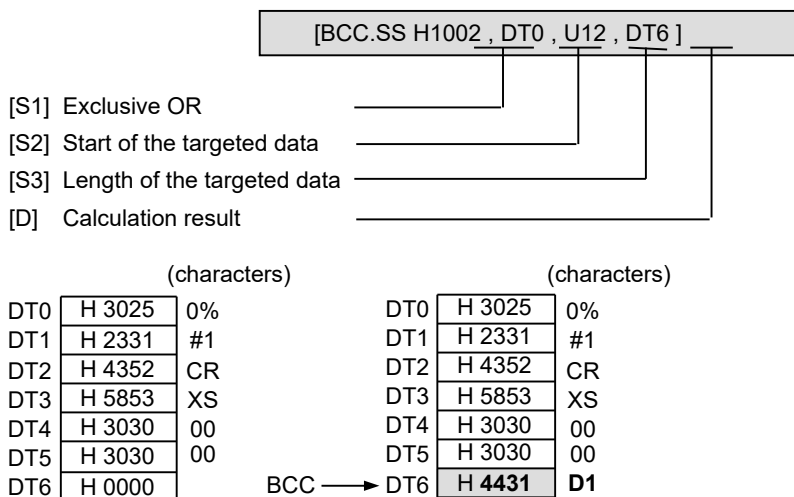 [BCC.SS H1002 , DT0 , U12 , DT6 ]
[S1] Exclusive OR
[S2] Start of the targeted data
[S3] Length of the targeted data
[D] Calculation result
(characters) (characters)
DT0 H 3025 0% DT0 H 3025 0%
DT1 H 2331 #1 DT1 H 2331 #1
DT2 H 4352 CR DT2 H 4352 CR
DT3 H 5853 XS DT3 H 5853 XS
DT4 H 3030 00 DT4 H 3030 00
DT5 H 3030 00 DT5 H 3030 00
DT6 H 0000 BCC DT6 H 4431 D1